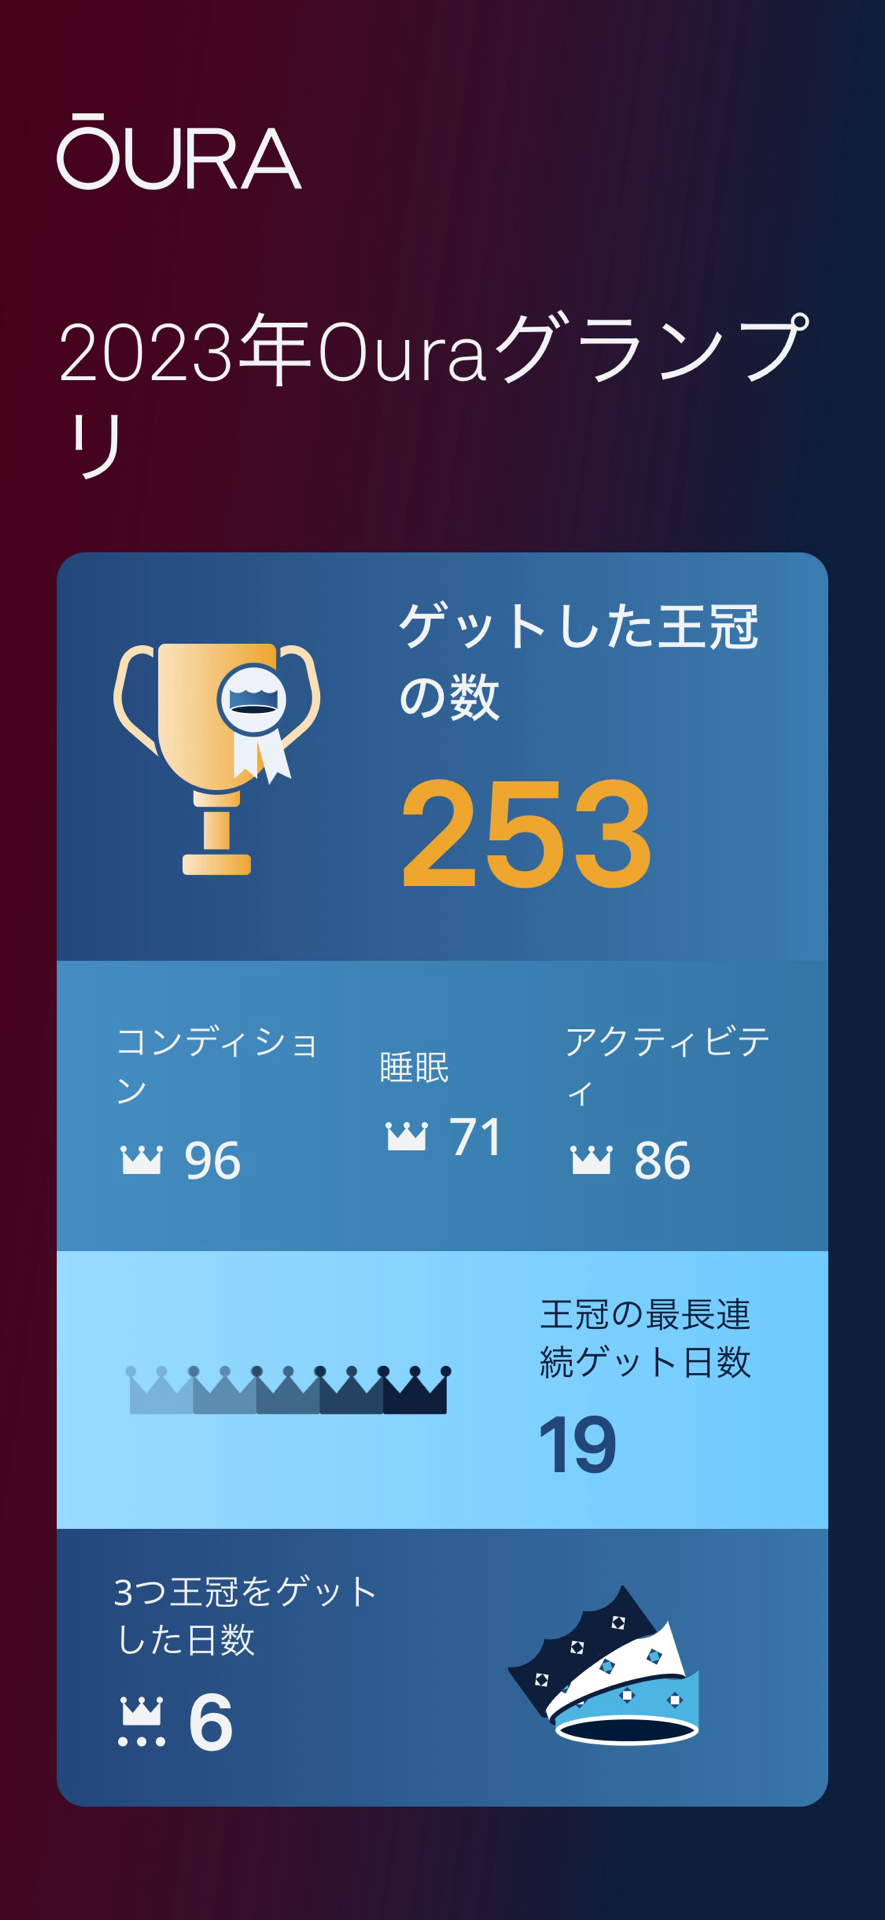 ŌURA
2023年Ouraグランプ
リ
ゲットした王冠
の数
253
コンディショ
ン
96
睡眠
71
アクティビテ
ィ
86
王冠の最長連
続ゲット日数
19
3つ王冠をゲット
した日数
6